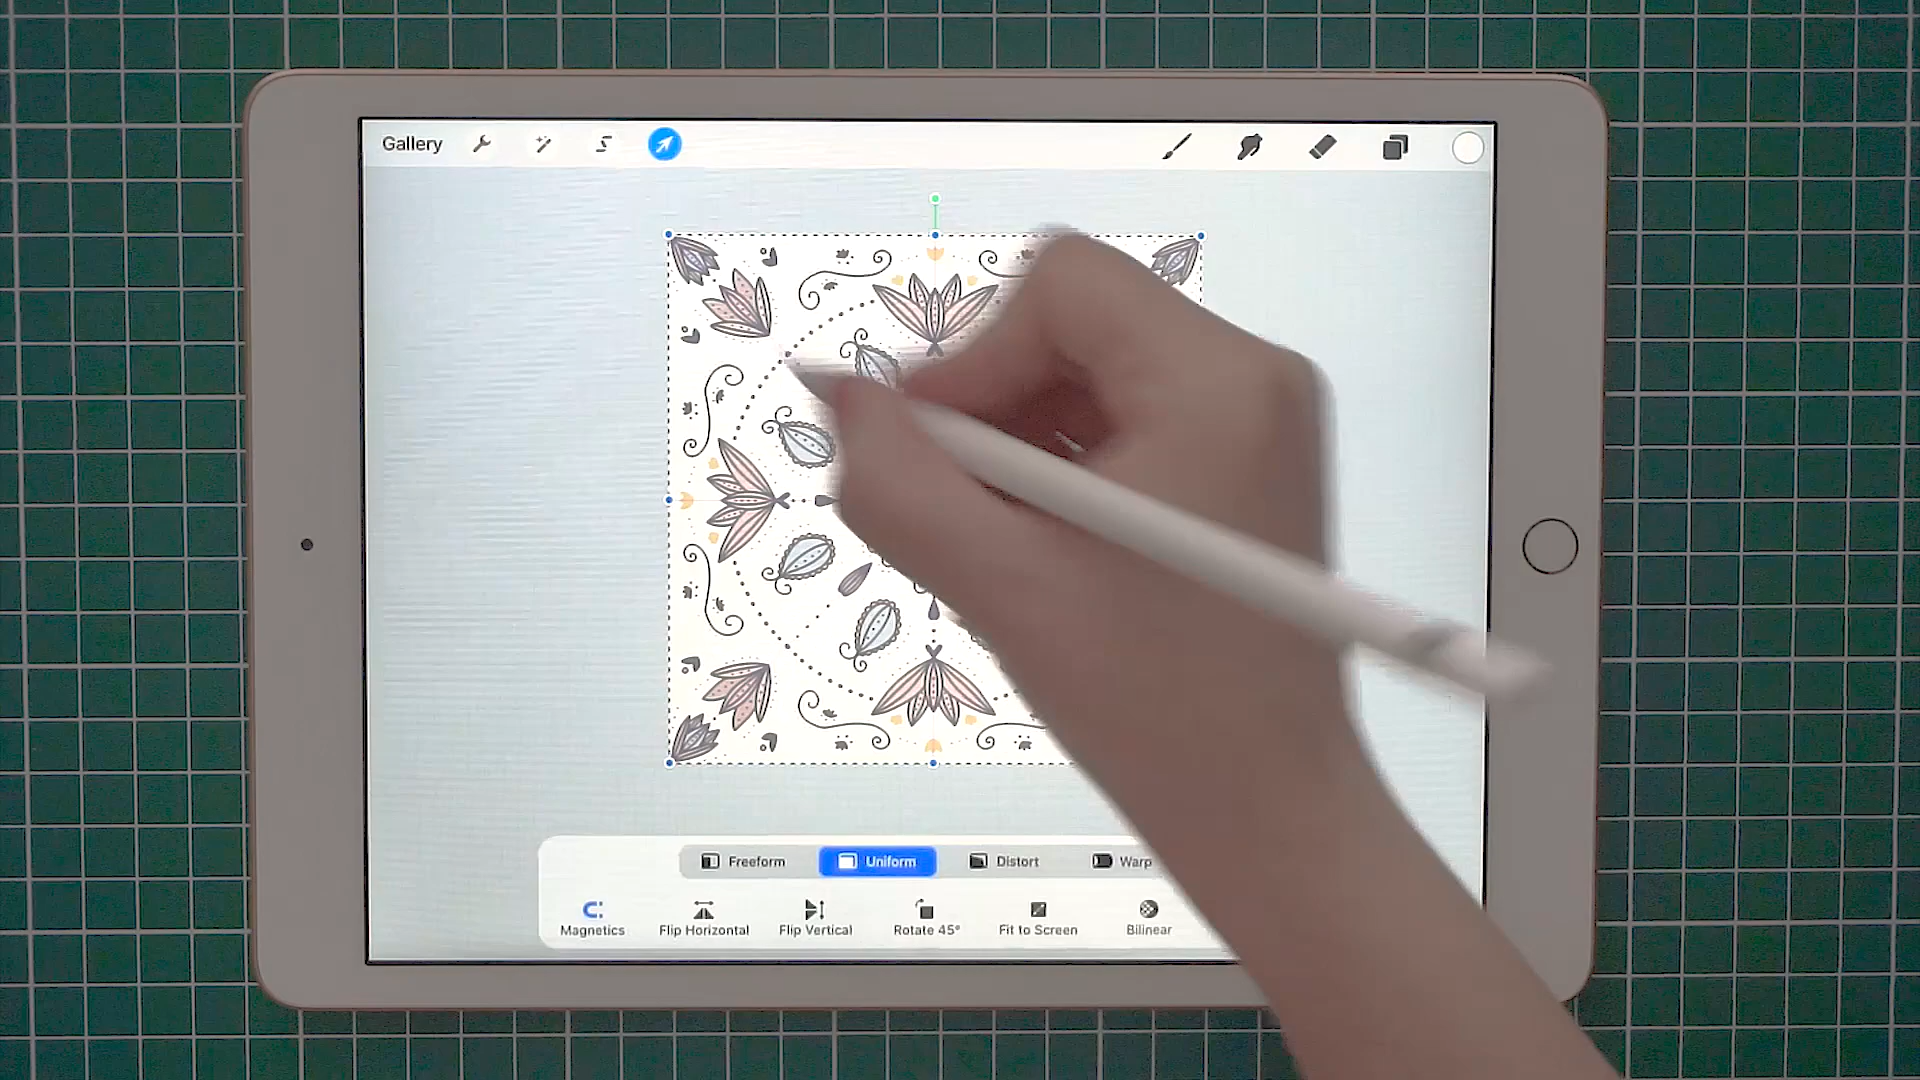 Gallery
Freeform Uniform Distort Warp
Magnetics Flip Horizontal Flip Vertical Rotate 45° Fit to Screen Bilinear